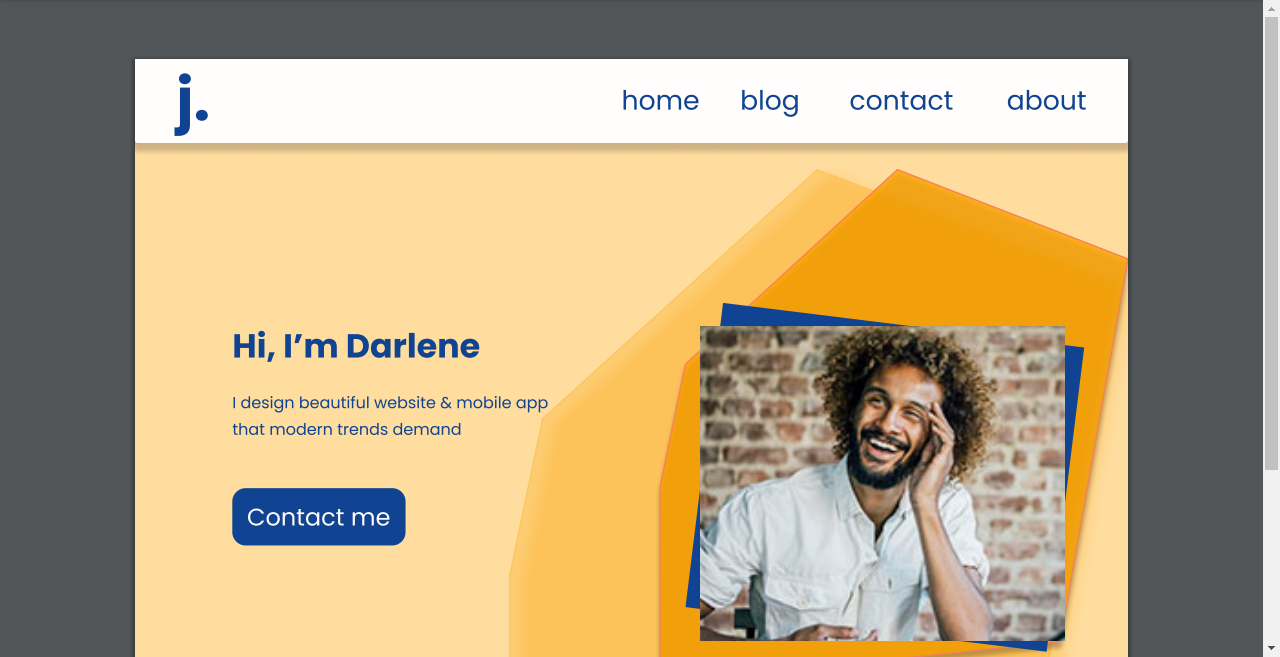 j.
home blog contact about
Hi, I’m Darlene
I design beautiful website & mobile app
that modern trends demand
Contact me